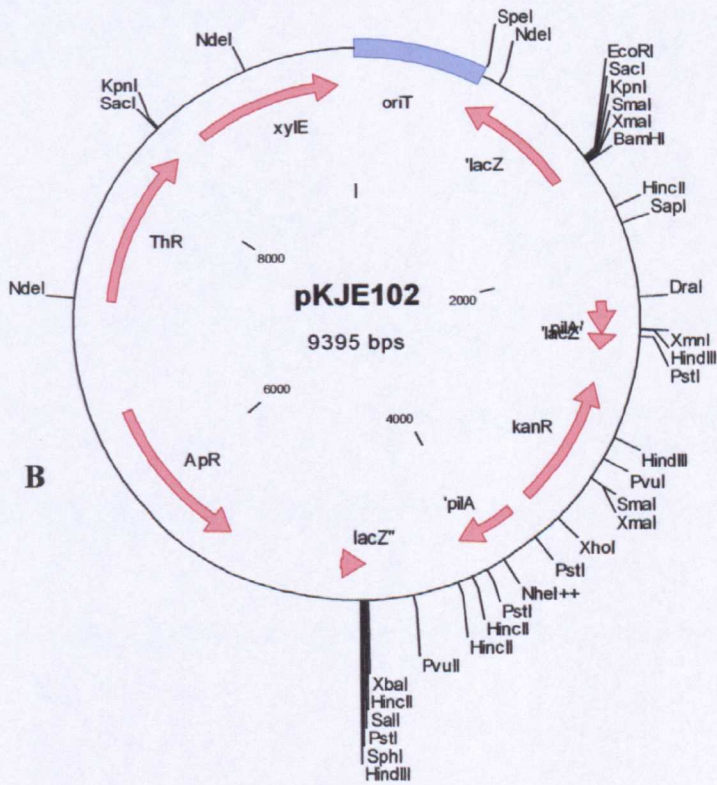 SpeI
NdeI
NdeI
EcoRI
SacI
KpnI
SmaI
XmaI
BamHI
KpnI
SacI
xylE
oriT
'lacZ
I
HincII
SapI
ThR
8000
pKJE102
2000
NdeI
DraI
9395 bps
pilA'
'lacZ'
XmnI
HindIII
PstI
6000
4000
kanR
ApR
HindIII
PvuI
B
SmaI
XmaI
'pilA
lacZ''
XhoI
PstI
NheI++
PstI
HincII
HincII
PvuII
XbaI
HincII
SalI
PstI
SphI
HindIII